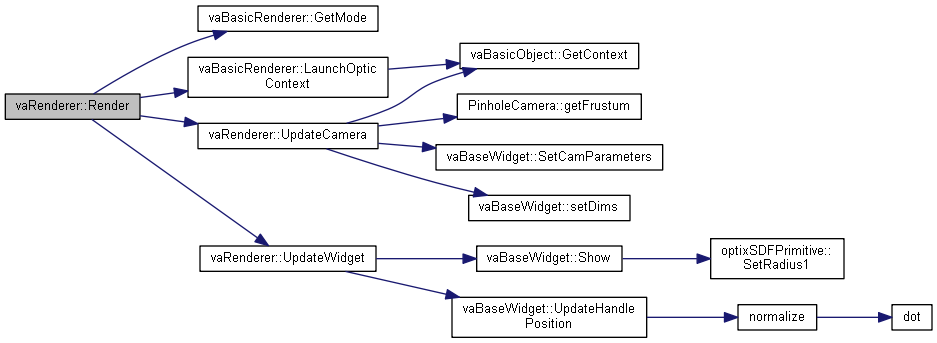 vaRenderer::Render
vaBasicRenderer::GetMode
vaBasicRenderer::LaunchOptic
Context
vaRenderer::UpdateCamera
vaRenderer::UpdateWidget
vaBasicObject::GetContext
PinholeCamera::getFrustum
vaBaseWidget::SetCamParameters
vaBaseWidget::setDims
vaBaseWidget::Show
vaBaseWidget::UpdateHandle
Position
optixSDFPrimitive::
SetRadius1
normalize
dot